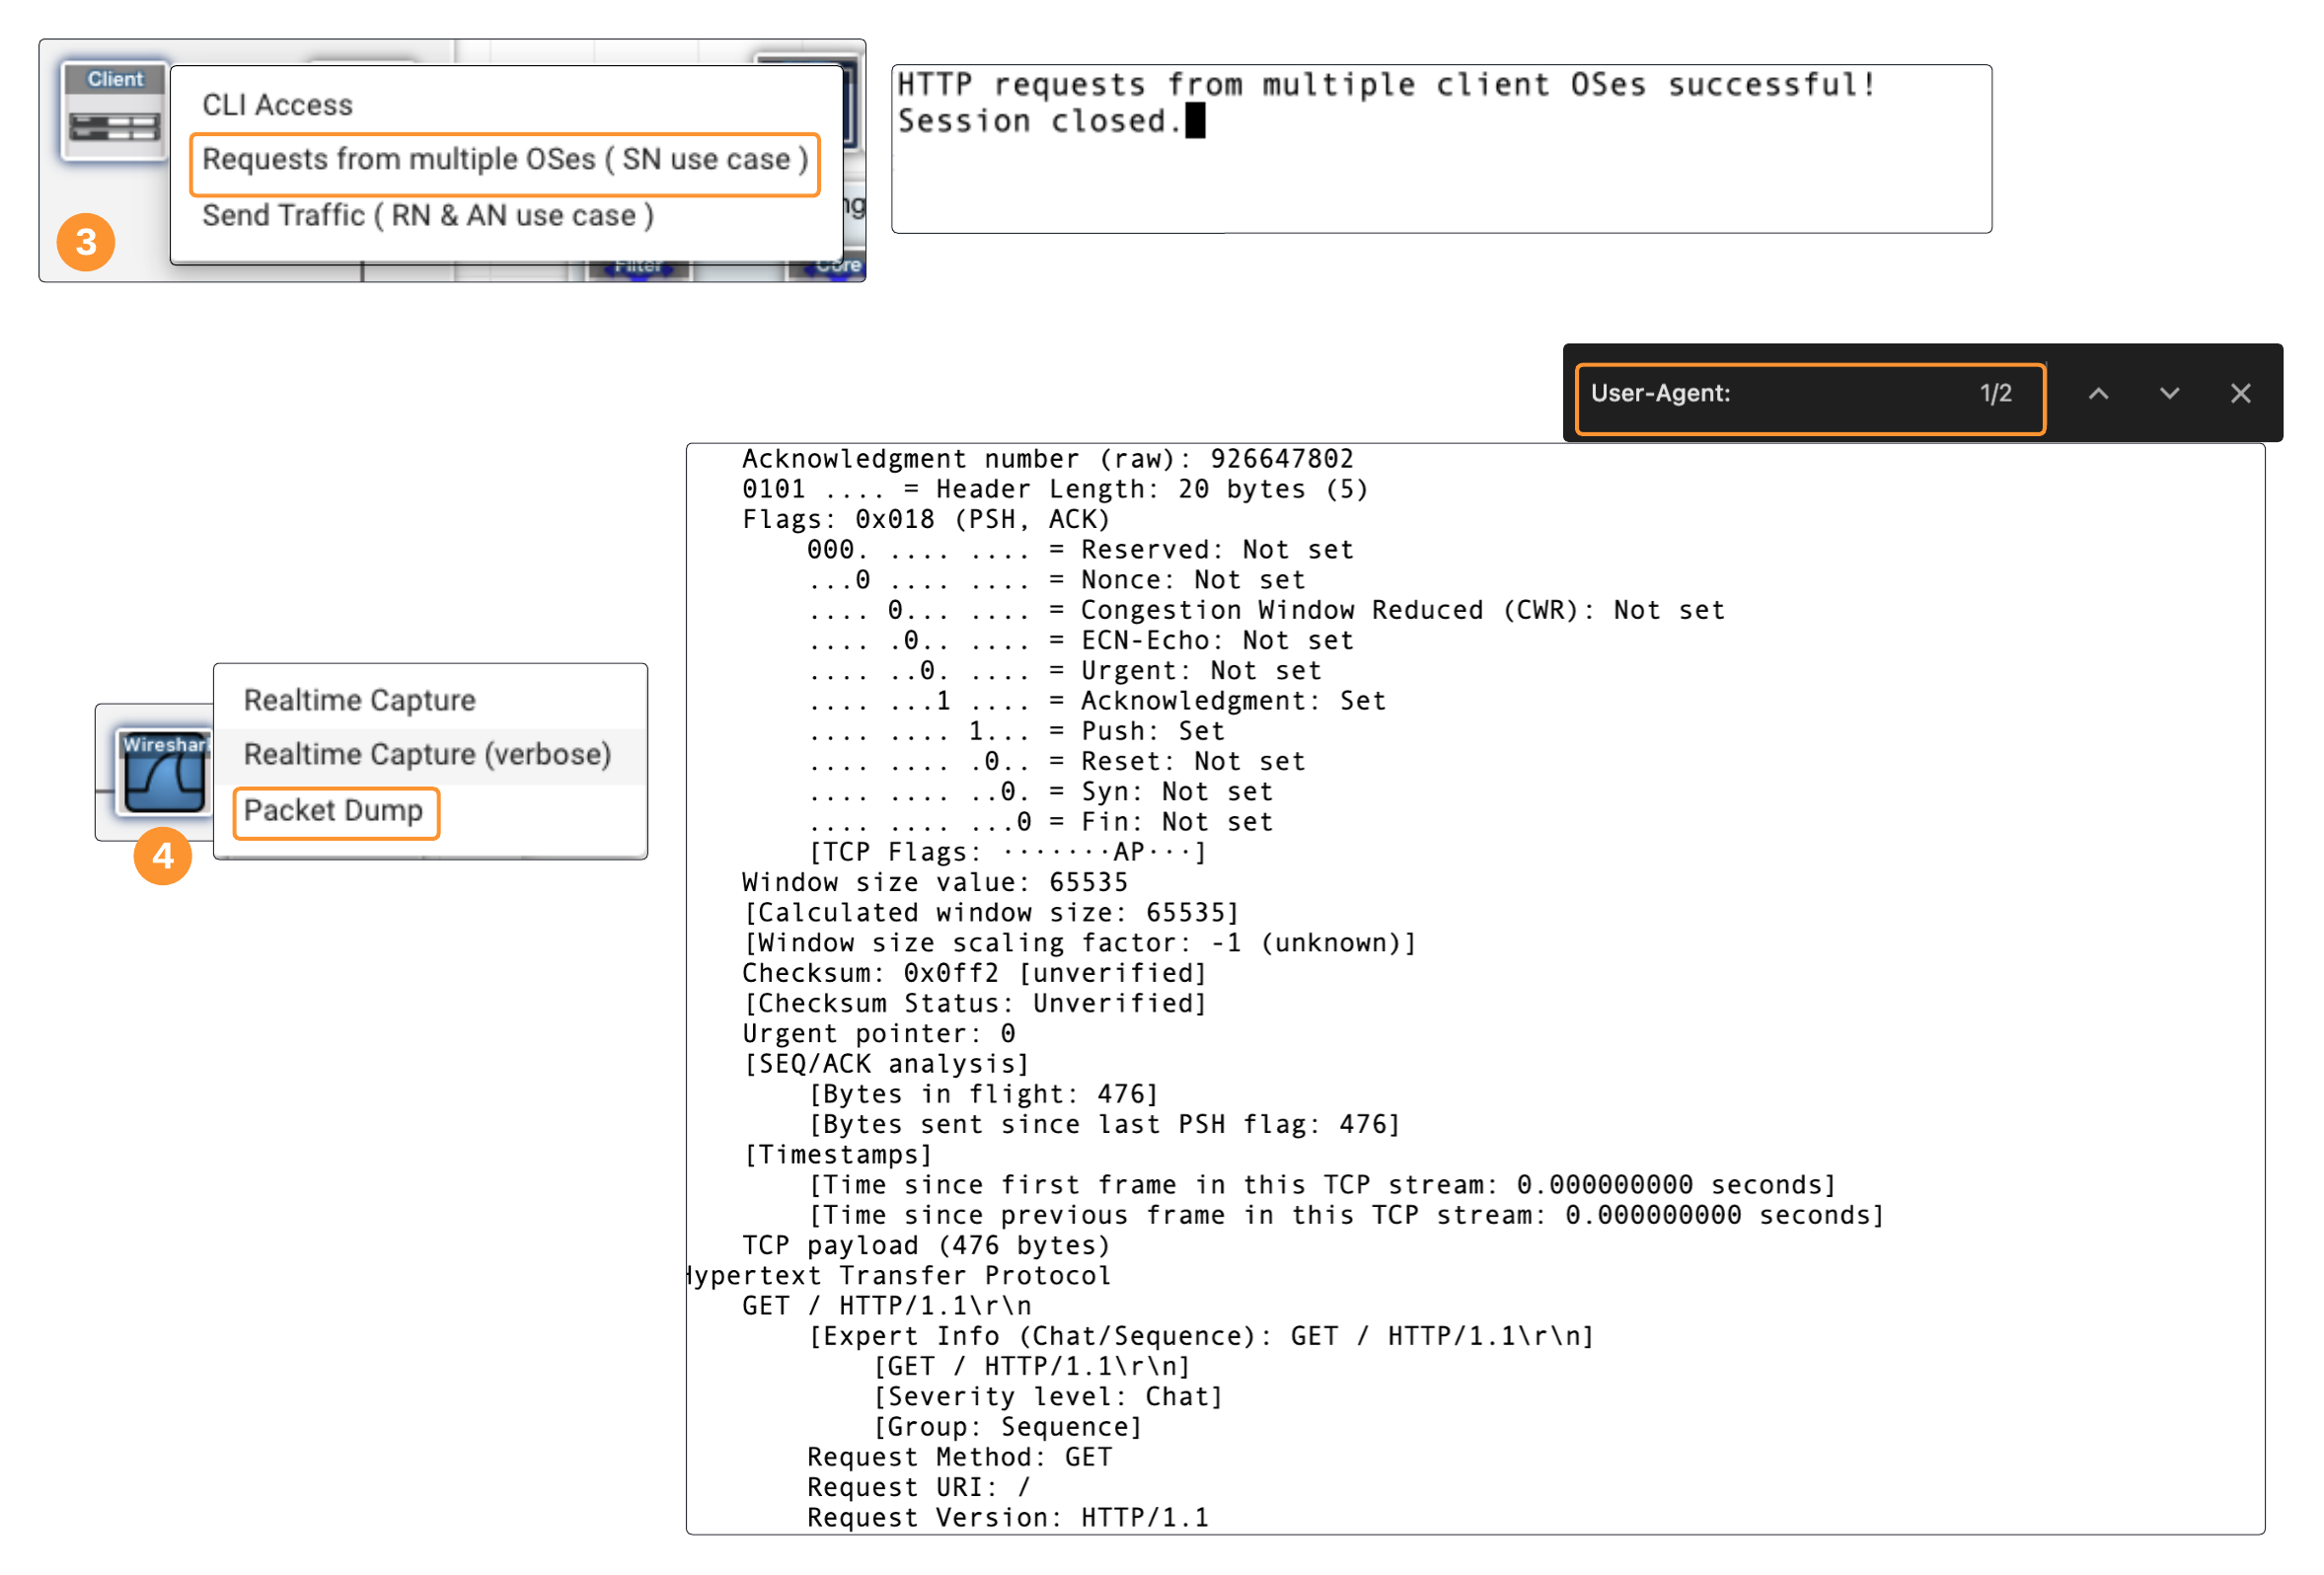 Client
CLI Access
Requests from multiple OSes ( SN use case )
Send Traffic ( RN & AN use case )
3
Filter
Core
HTTP requests from multiple client OSes successful!
Session closed.
User-Agent:
1/2
Wireshar
Realtime Capture
Realtime Capture (verbose)
Packet Dump
4
Acknowledgment number (raw): 926647802
0101 .... = Header Length: 20 bytes (5)
Flags: 0x018 (PSH, ACK)
000. .... .... = Reserved: Not set
...0 .... .... = Nonce: Not set
.... 0... .... = Congestion Window Reduced (CWR): Not set
.... .0.. .... = ECN-Echo: Not set
.... ..0. .... = Urgent: Not set
.... ...1 .... = Acknowledgment: Set
.... .... 1... = Push: Set
.... .... .0.. = Reset: Not set
.... .... ..0. = Syn: Not set
.... .... ...0 = Fin: Not set
[TCP Flags: ·······AP···]
Window size value: 65535
[Calculated window size: 65535]
[Window size scaling factor: -1 (unknown)]
Checksum: 0x0ff2 [unverified]
[Checksum Status: Unverified]
Urgent pointer: 0
[SEQ/ACK analysis]
[Bytes in flight: 476]
[Bytes sent since last PSH flag: 476]
[Timestamps]
[Time since first frame in this TCP stream: 0.000000000 seconds]
[Time since previous frame in this TCP stream: 0.000000000 seconds]
TCP payload (476 bytes)
Hypertext Transfer Protocol
GET / HTTP/1.1\r\n
[Expert Info (Chat/Sequence): GET / HTTP/1.1\r\n]
[GET / HTTP/1.1\r\n]
[Severity level: Chat]
[Group: Sequence]
Request Method: GET
Request URI: /
Request Version: HTTP/1.1